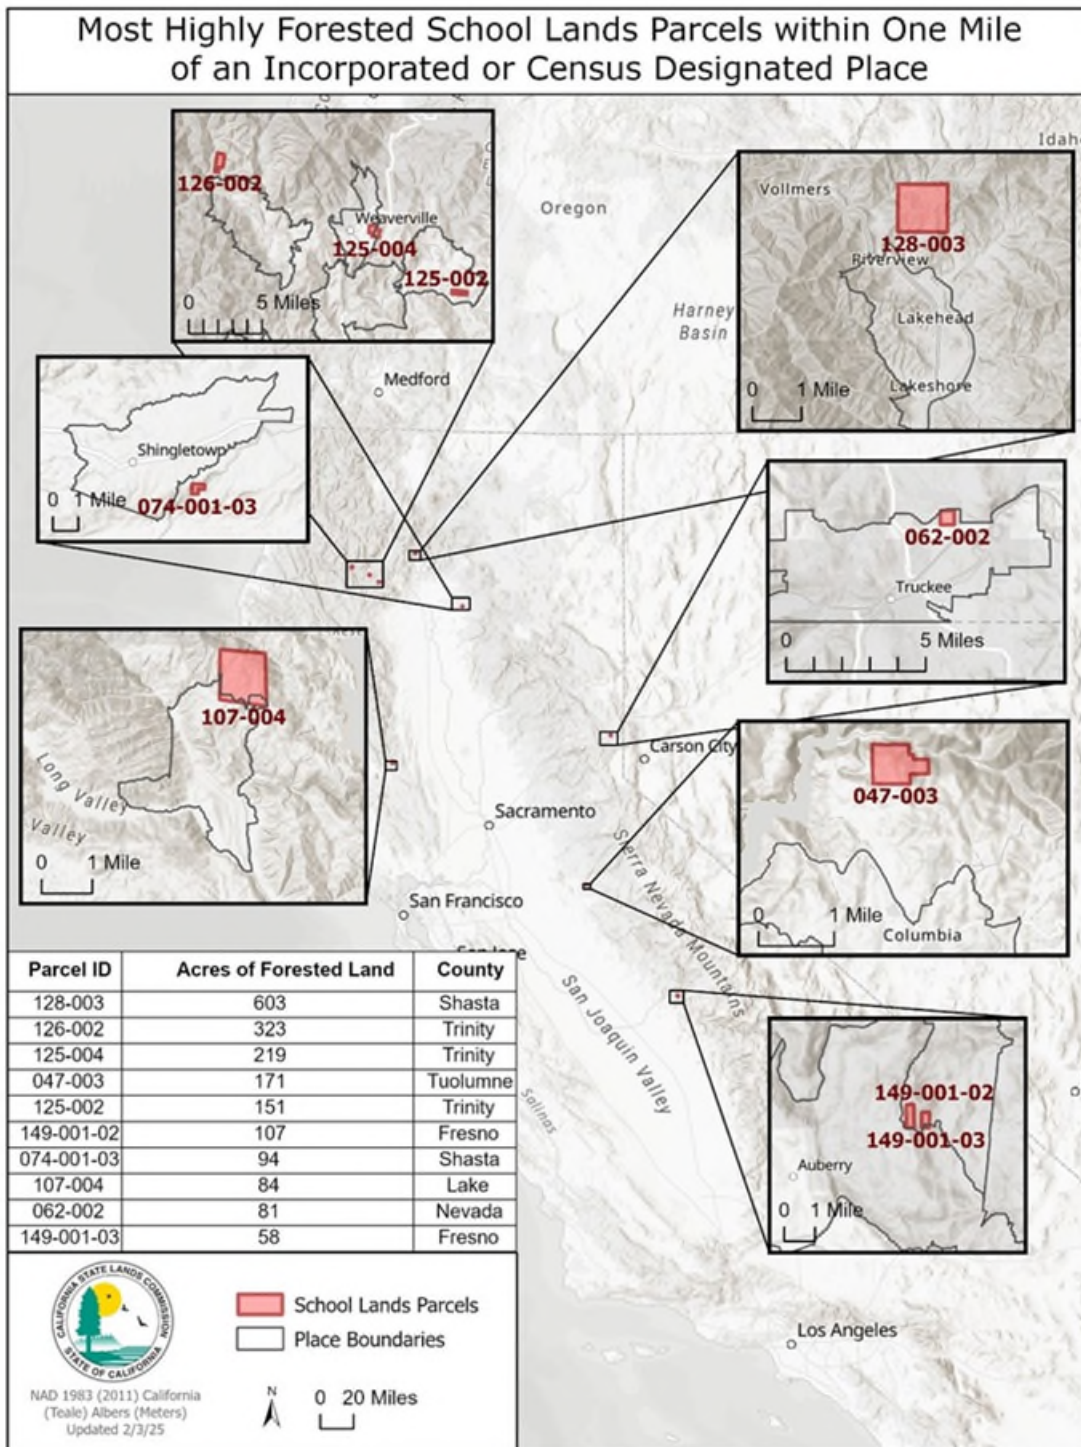 Most Highly Forested School Lands Parcels within One Mile
of an Incorporated or Census Designated Place
Idah
Oregon
Harney
Basin
Medford
126-002
Weaverville
125-004
125-002
0 5 Miles
Vollmers
128-003
Riverview
Lakehead
Lakeshore
0 1 Mile
Shingletown
0 1 Mile
074-001-03
062-002
Truckee
0 5 Miles
107-004
Long Valley
Valley
0 1 Mile
Carson City
Sacramento
Sierra Nevada Mountains
San Francisco
San Jose
San Joaquin Valley
Salinas
047-003
0 1 Mile
Columbia
149-001-02
149-001-03
Auberry
0 1 Mile
Los Angeles
Parcel ID Acres of Forested Land County
128-003 603 Shasta
126-002 323 Trinity
125-004 219 Trinity
047-003 171 Tuolumne
125-002 151 Trinity
149-001-02 107 Fresno
074-001-03 94 Shasta
107-004 84 Lake
062-002 81 Nevada
149-001-03 58 Fresno
CALIFORNIA STATE LANDS COMMISSION
STATE OF CALIFORNIA
School Lands Parcels
Place Boundaries
NAD 1983 (2011) California
(Teale) Albers (Meters)
Updated 2/3/25
N
0 20 Miles